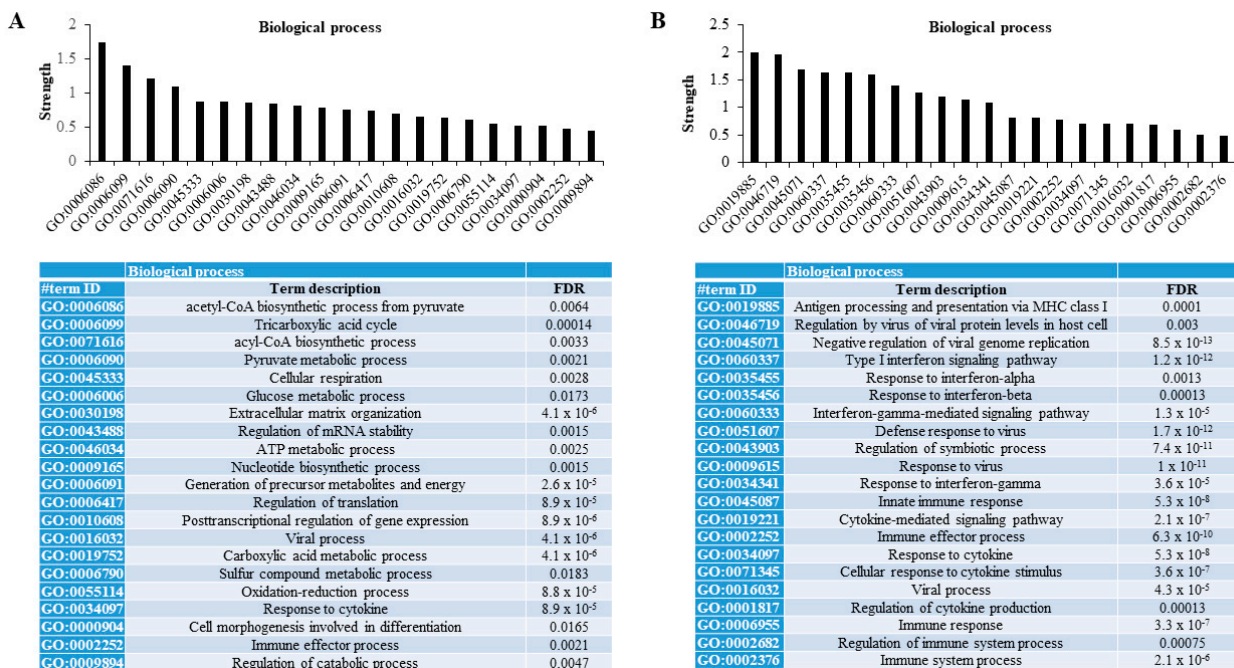 A
Biological process
Strength
2
1.5
1
0.5
0
GO:0006086
GO:0006099
GO:0071616
GO:0006090
GO:0045333
GO:0006006
GO:0030198
GO:0043488
GO:0046034
GO:0009165
GO:0006091
GO:0006417
GO:0010608
GO:0016032
GO:0019752
GO:0006790
GO:0055114
GO:0034097
GO:0000904
GO:0002252
GO:0009894
Biological process
#term ID Term description FDR
GO:0006086 acetyl-CoA biosynthetic process from pyruvate 0.0064
GO:0006099 Tricarboxylic acid cycle 0.00014
GO:0071616 acyl-CoA biosynthetic process 0.0033
GO:0006090 Pyruvate metabolic process 0.0021
GO:0045333 Cellular respiration 0.0028
GO:0006006 Glucose metabolic process 0.0173
GO:0030198 Extracellular matrix organization 4.1 x 10⁻⁶
GO:0043488 Regulation of mRNA stability 0.0015
GO:0046034 ATP metabolic process 0.0025
GO:0009165 Nucleotide biosynthetic process 0.0015
GO:0006091 Generation of precursor metabolites and energy 2.6 x 10⁻⁵
GO:0006417 Regulation of translation 8.9 x 10⁻⁵
GO:0010608 Posttranscriptional regulation of gene expression 8.9 x 10⁻⁶
GO:0016032 Viral process 4.1 x 10⁻⁶
GO:0019752 Carboxylic acid metabolic process 4.1 x 10⁻⁶
GO:0006790 Sulfur compound metabolic process 0.0183
GO:0055114 Oxidation-reduction process 8.8 x 10⁻⁵
GO:0034097 Response to cytokine 8.9 x 10⁻⁵
GO:0000904 Cell morphogenesis involved in differentiation 0.0165
GO:0002252 Immune effector process 0.0021
GO:0009894 Regulation of catabolic process 0.0047
B
Biological process
Strength
2.5
2
1.5
1
0.5
0
GO:0019885
GO:0046719
GO:0045071
GO:0060337
GO:0035455
GO:0035456
GO:0060333
GO:0051607
GO:0043903
GO:0009615
GO:0034341
GO:0045087
GO:0019221
GO:0002252
GO:0034097
GO:0071345
GO:0016032
GO:0001817
GO:0006955
GO:0002682
GO:0002376
Biological process
#term ID Term description FDR
GO:0019885 Antigen processing and presentation via MHC class I 0.0001
GO:0046719 Regulation by virus of viral protein levels in host cell 0.003
GO:0045071 Negative regulation of viral genome replication 8.5 x 10⁻¹³
GO:0060337 Type I interferon signaling pathway 1.2 x 10⁻¹²
GO:0035455 Response to interferon-alpha 0.0013
GO:0035456 Response to interferon-beta 0.00013
GO:0060333 Interferon-gamma-mediated signaling pathway 1.3 x 10⁻⁵
GO:0051607 Defense response to virus 1.7 x 10⁻¹²
GO:0043903 Regulation of symbiotic process 7.4 x 10⁻¹¹
GO:0009615 Response to virus 1 x 10⁻¹¹
GO:0034341 Response to interferon-gamma 3.6 x 10⁻⁵
GO:0045087 Innate immune response 5.3 x 10⁻⁸
GO:0019221 Cytokine-mediated signaling pathway 2.1 x 10⁻⁷
GO:0002252 Immune effector process 6.3 x 10⁻¹⁰
GO:0034097 Response to cytokine 5.3 x 10⁻⁸
GO:0071345 Cellular response to cytokine stimulus 3.6 x 10⁻⁷
GO:0016032 Viral process 4.3 x 10⁻⁵
GO:0001817 Regulation of cytokine production 0.00013
GO:0006955 Immune response 3.3 x 10⁻⁷
GO:0002682 Regulation of immune system process 0.00075
GO:0002376 Immune system process 2.1 x 10⁻⁶